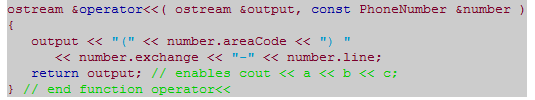 ostream &operator<<( ostream &output, const PhoneNumber &number )
{
   output << "(" << number.areaCode << ") "
      << number.exchange << "-" << number.line;
   return output; // enables cout << a << b << c;
} // end function operator<<